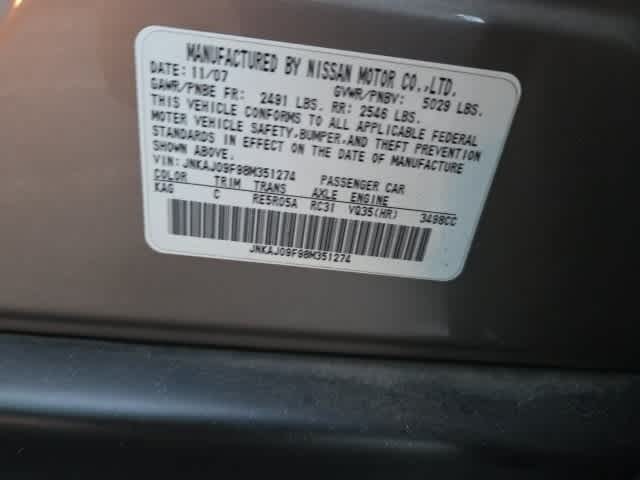 MANUFACTURED BY NISSAN MOTOR CO.,LTD.
DATE: 11/07 GVWR/PNBV: 5029 LBS.
GAWR/PNBE FR: 2491 LBS. RR: 2546 LBS.
THIS VEHICLE CONFORMS TO ALL APPLICABLE FEDERAL
MOTOR VEHICLE SAFETY,BUMPER,AND THEFT PREVENTION
STANDARDS IN EFFECT ON THE DATE OF MANUFACTURE
SHOWN ABOVE.
VIN: JNKAJ09F98M351274 PASSENGER CAR
COLOR TRIM TRANS AXLE ENGINE
KAG C RE5R05A RC31 VQ35(HR) 3498CC
JNKAJ09F98M351274